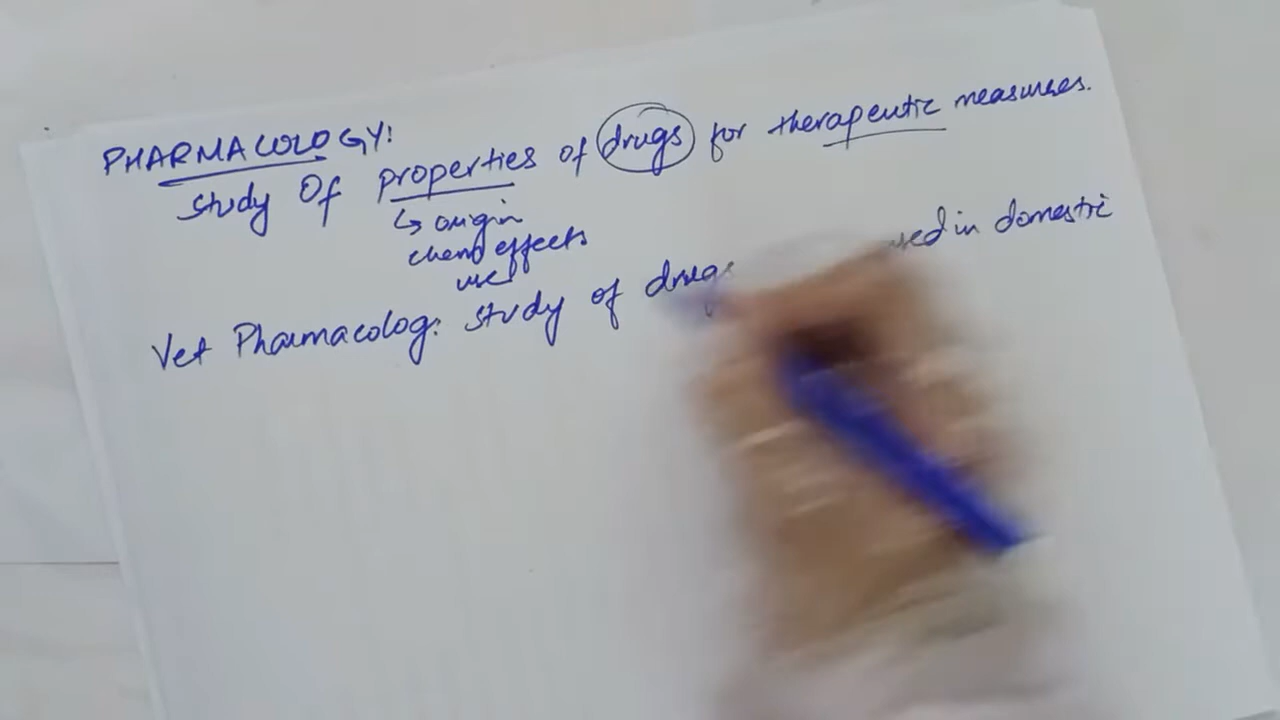 PHARMACOLOGY:
Study Of properties of drugs for therapeutic measures.
↳ origin
chem effects
use
Vet Pharmacolog: study of drugs used in domestic